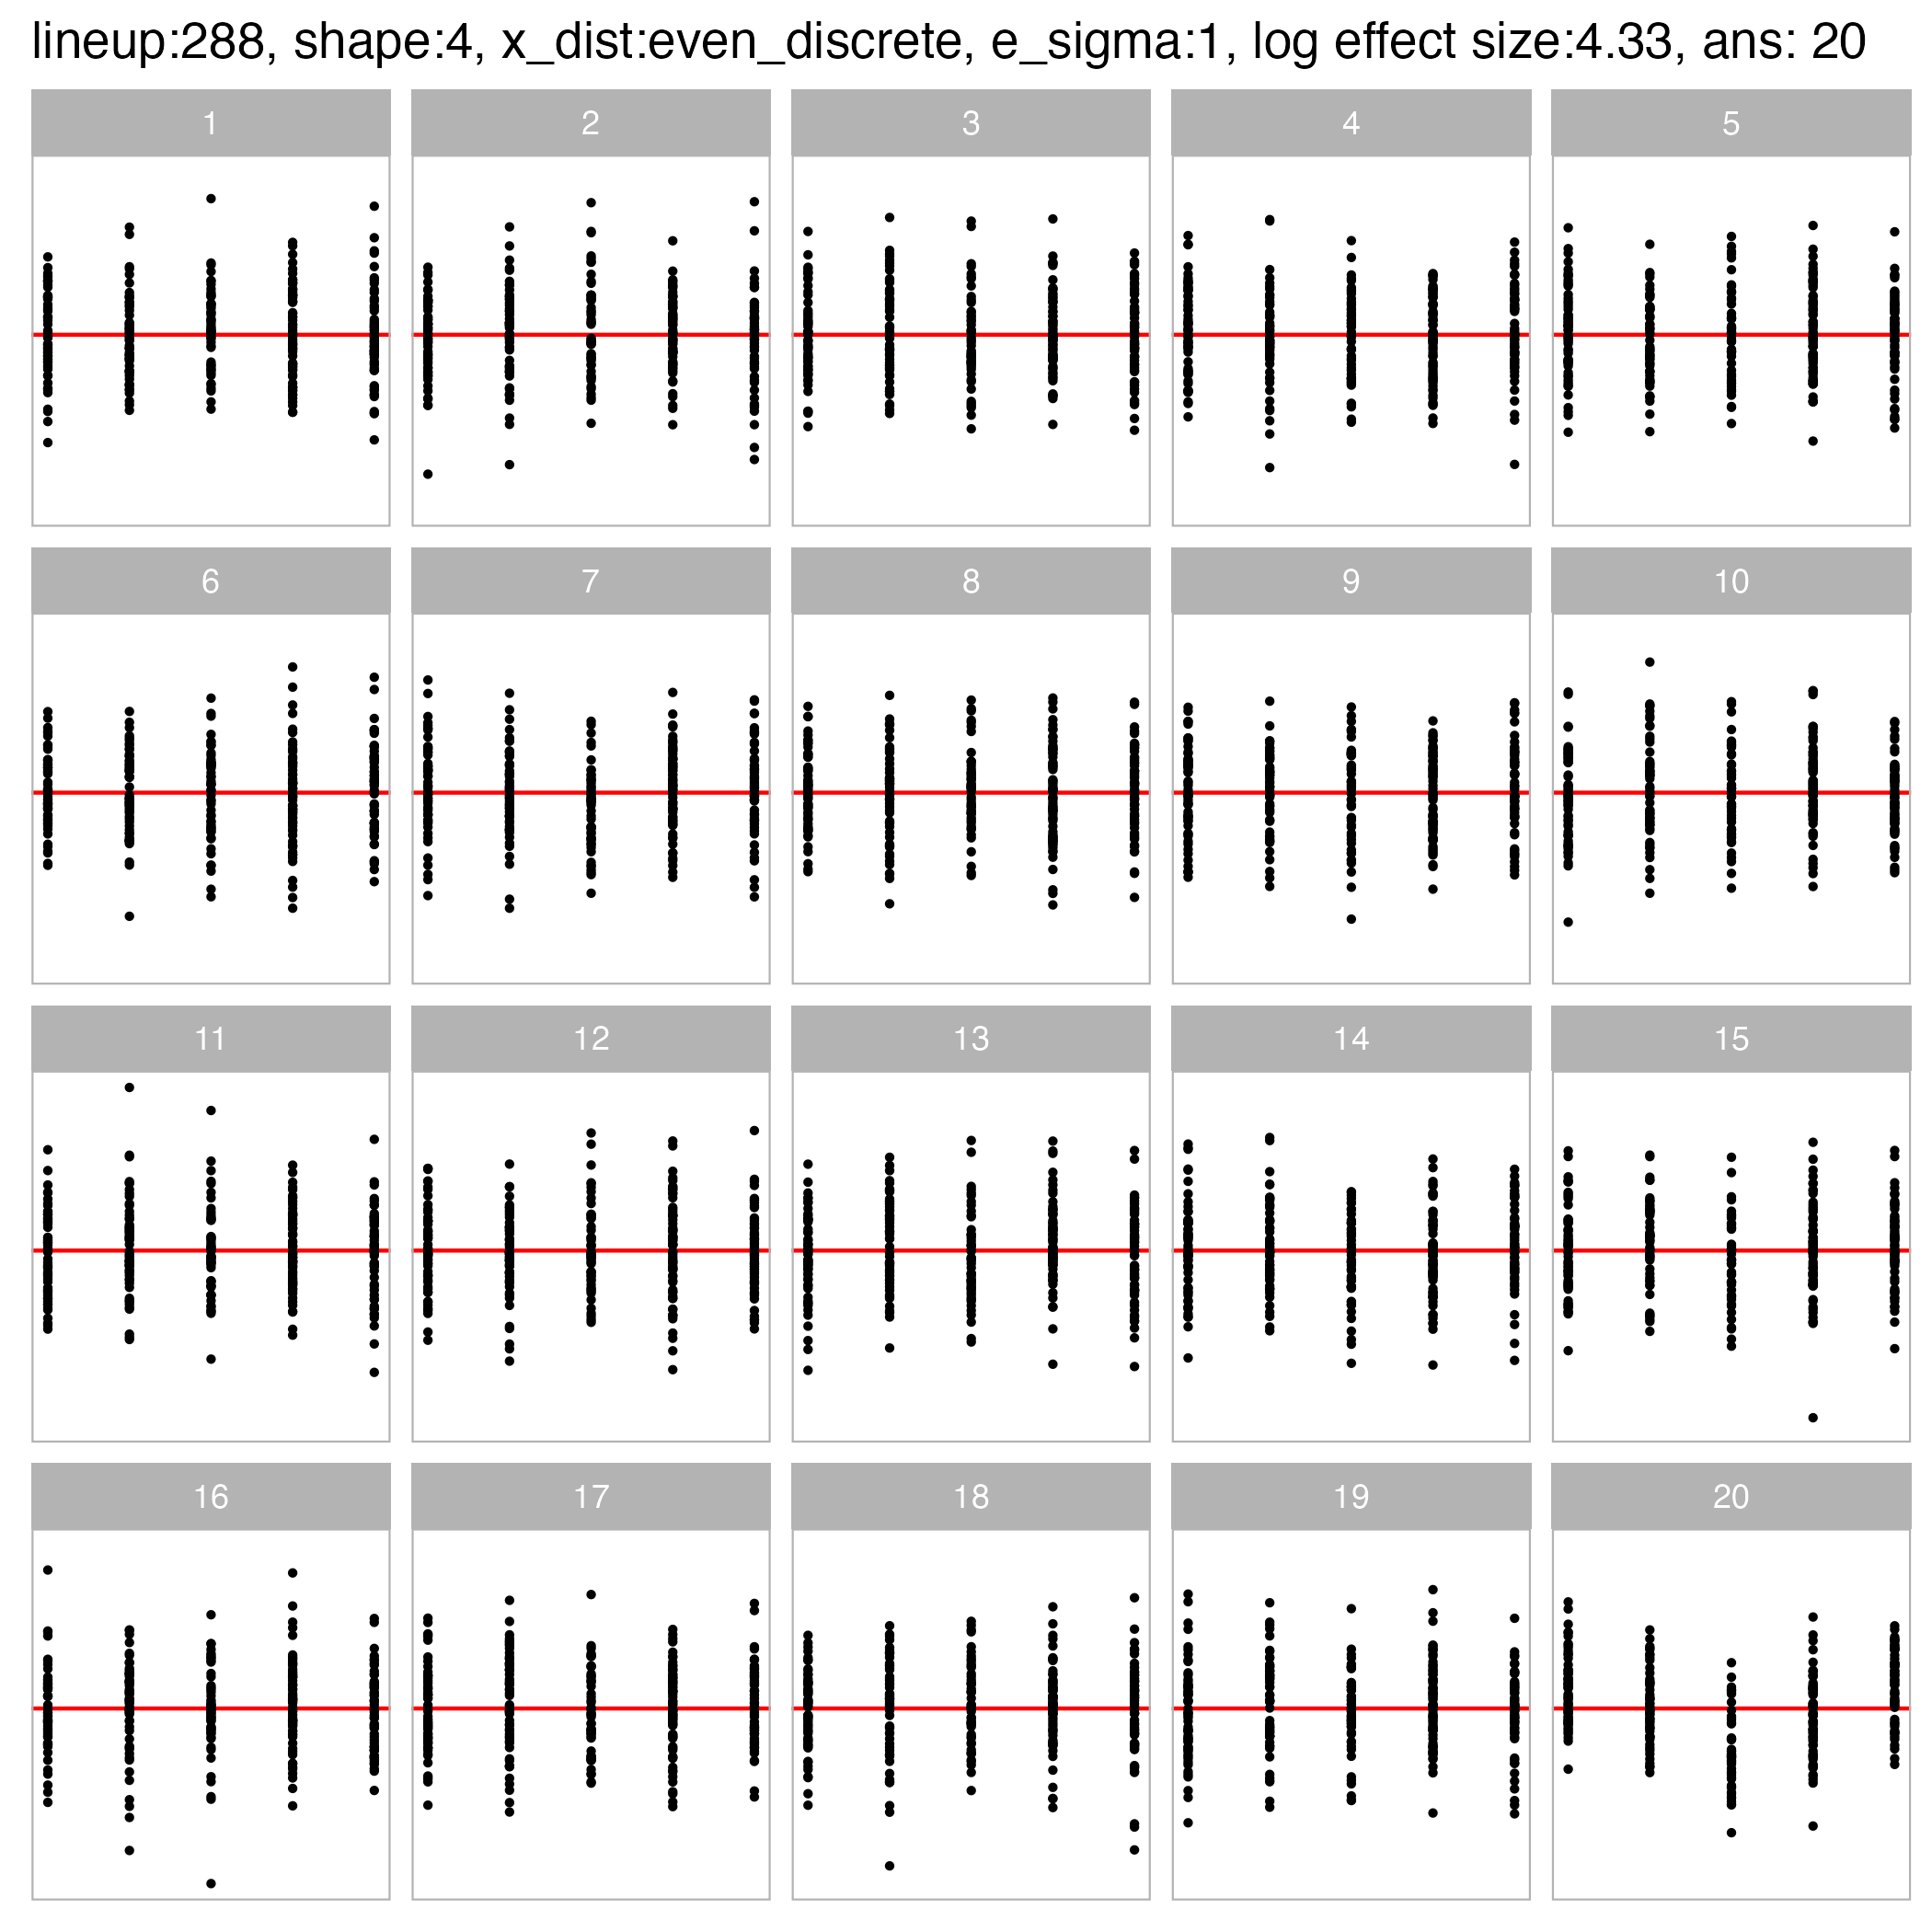 lineup:288, shape:4, x_dist:even_discrete, e_sigma:1, log effect size:4.33, ans: 20
1 2 3 4 5
6 7 8 9 10
11 12 13 14 15
16 17 18 19 20